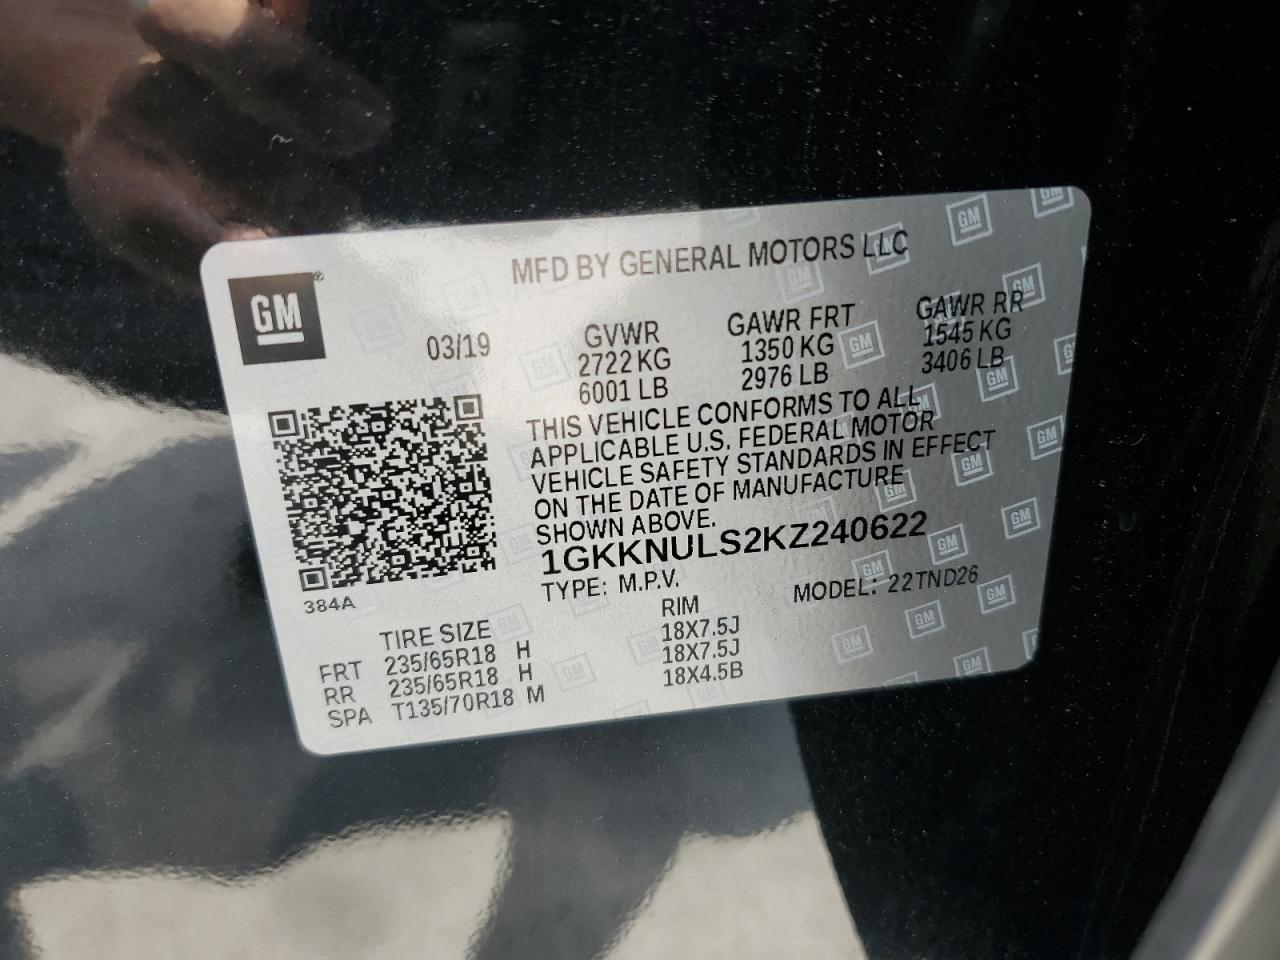 MFD BY GENERAL MOTORS LLC
GM®
03/19 GVWR GAWR FRT GAWR RR
2722 KG 1350 KG 1545 KG
6001 LB 2976 LB 3406 LB
THIS VEHICLE CONFORMS TO ALL
APPLICABLE U.S. FEDERAL MOTOR
VEHICLE SAFETY STANDARDS IN EFFECT
ON THE DATE OF MANUFACTURE
SHOWN ABOVE.
1GKKNULS2KZ240622
TYPE: M.P.V. MODEL: 22TND26
384A
TIRE SIZE RIM
FRT 235/65R18 H 18X7.5J
RR 235/65R18 H 18X7.5J
SPA T135/70R18 M 18X4.5B